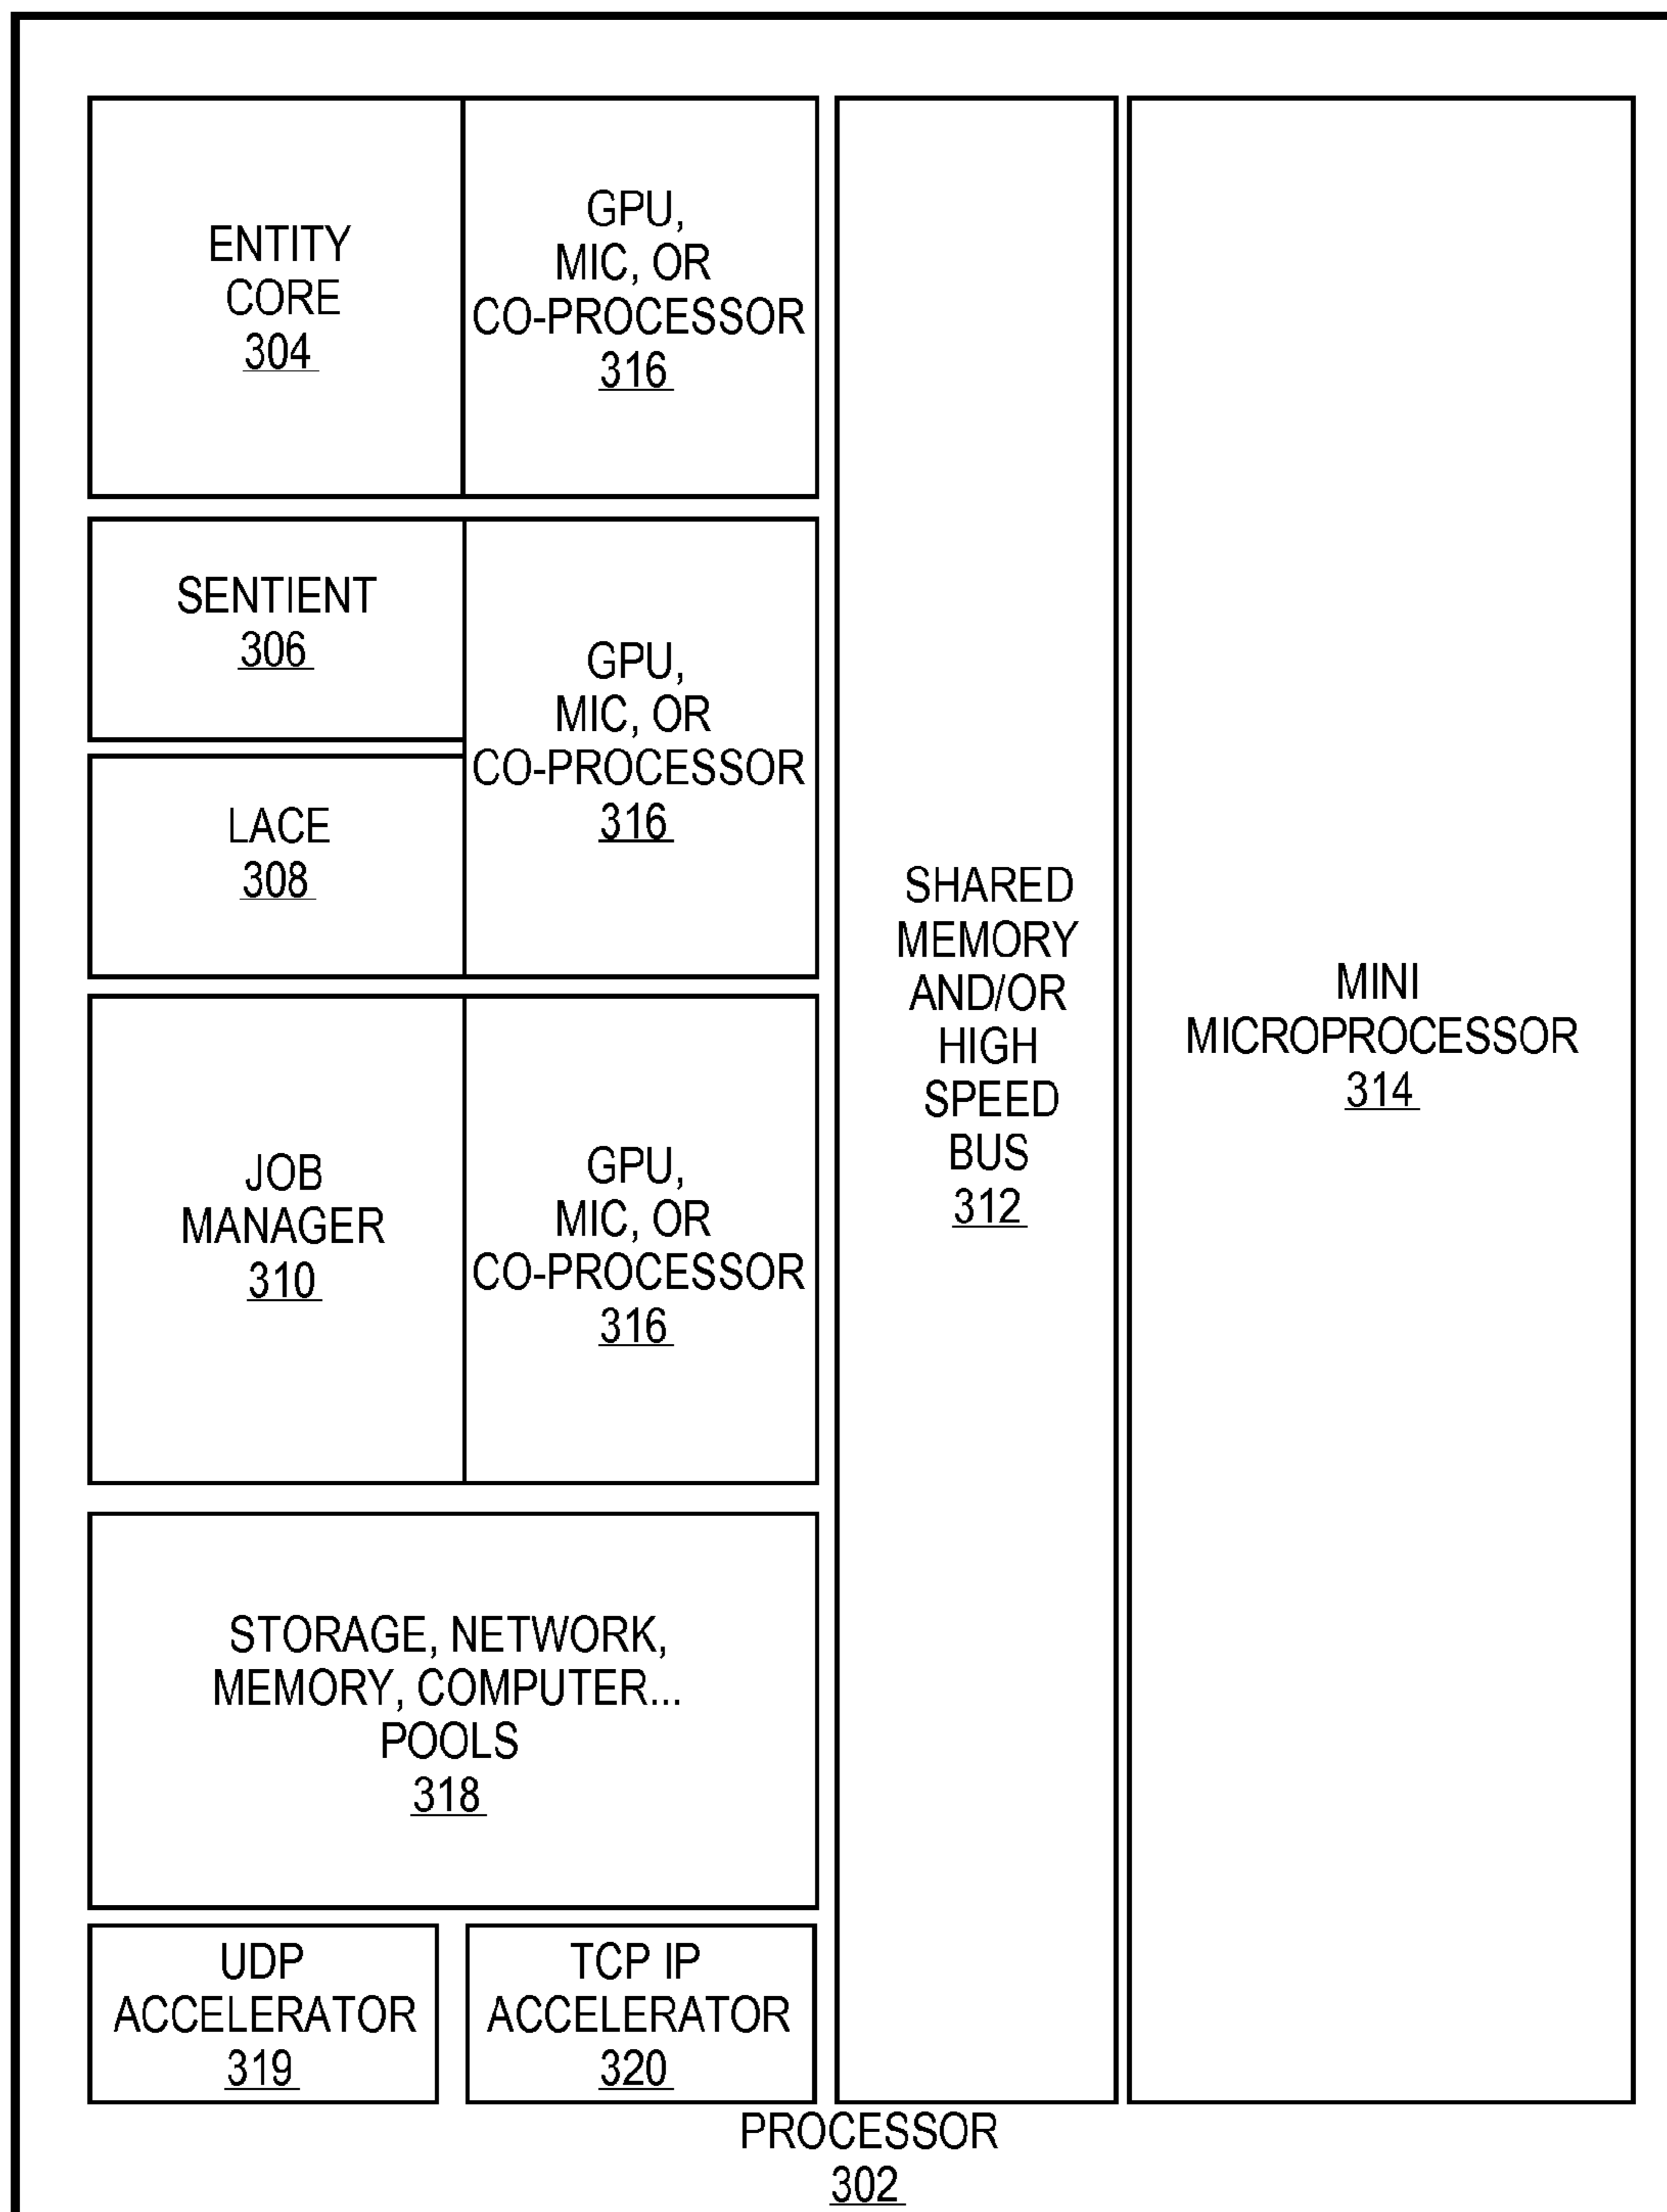 ENTITY
CORE
304
GPU,
MIC, OR
CO-PROCESSOR
316
SENTIENT
306
LACE
308
GPU,
MIC, OR
CO-PROCESSOR
316
JOB
MANAGER
310
GPU,
MIC, OR
CO-PROCESSOR
316
STORAGE, NETWORK,
MEMORY, COMPUTER...
POOLS
318
UDP
ACCELERATOR
319
TCP IP
ACCELERATOR
320
SHARED
MEMORY
AND/OR
HIGH
SPEED
BUS
312
MINI
MICROPROCESSOR
314
PROCESSOR
302